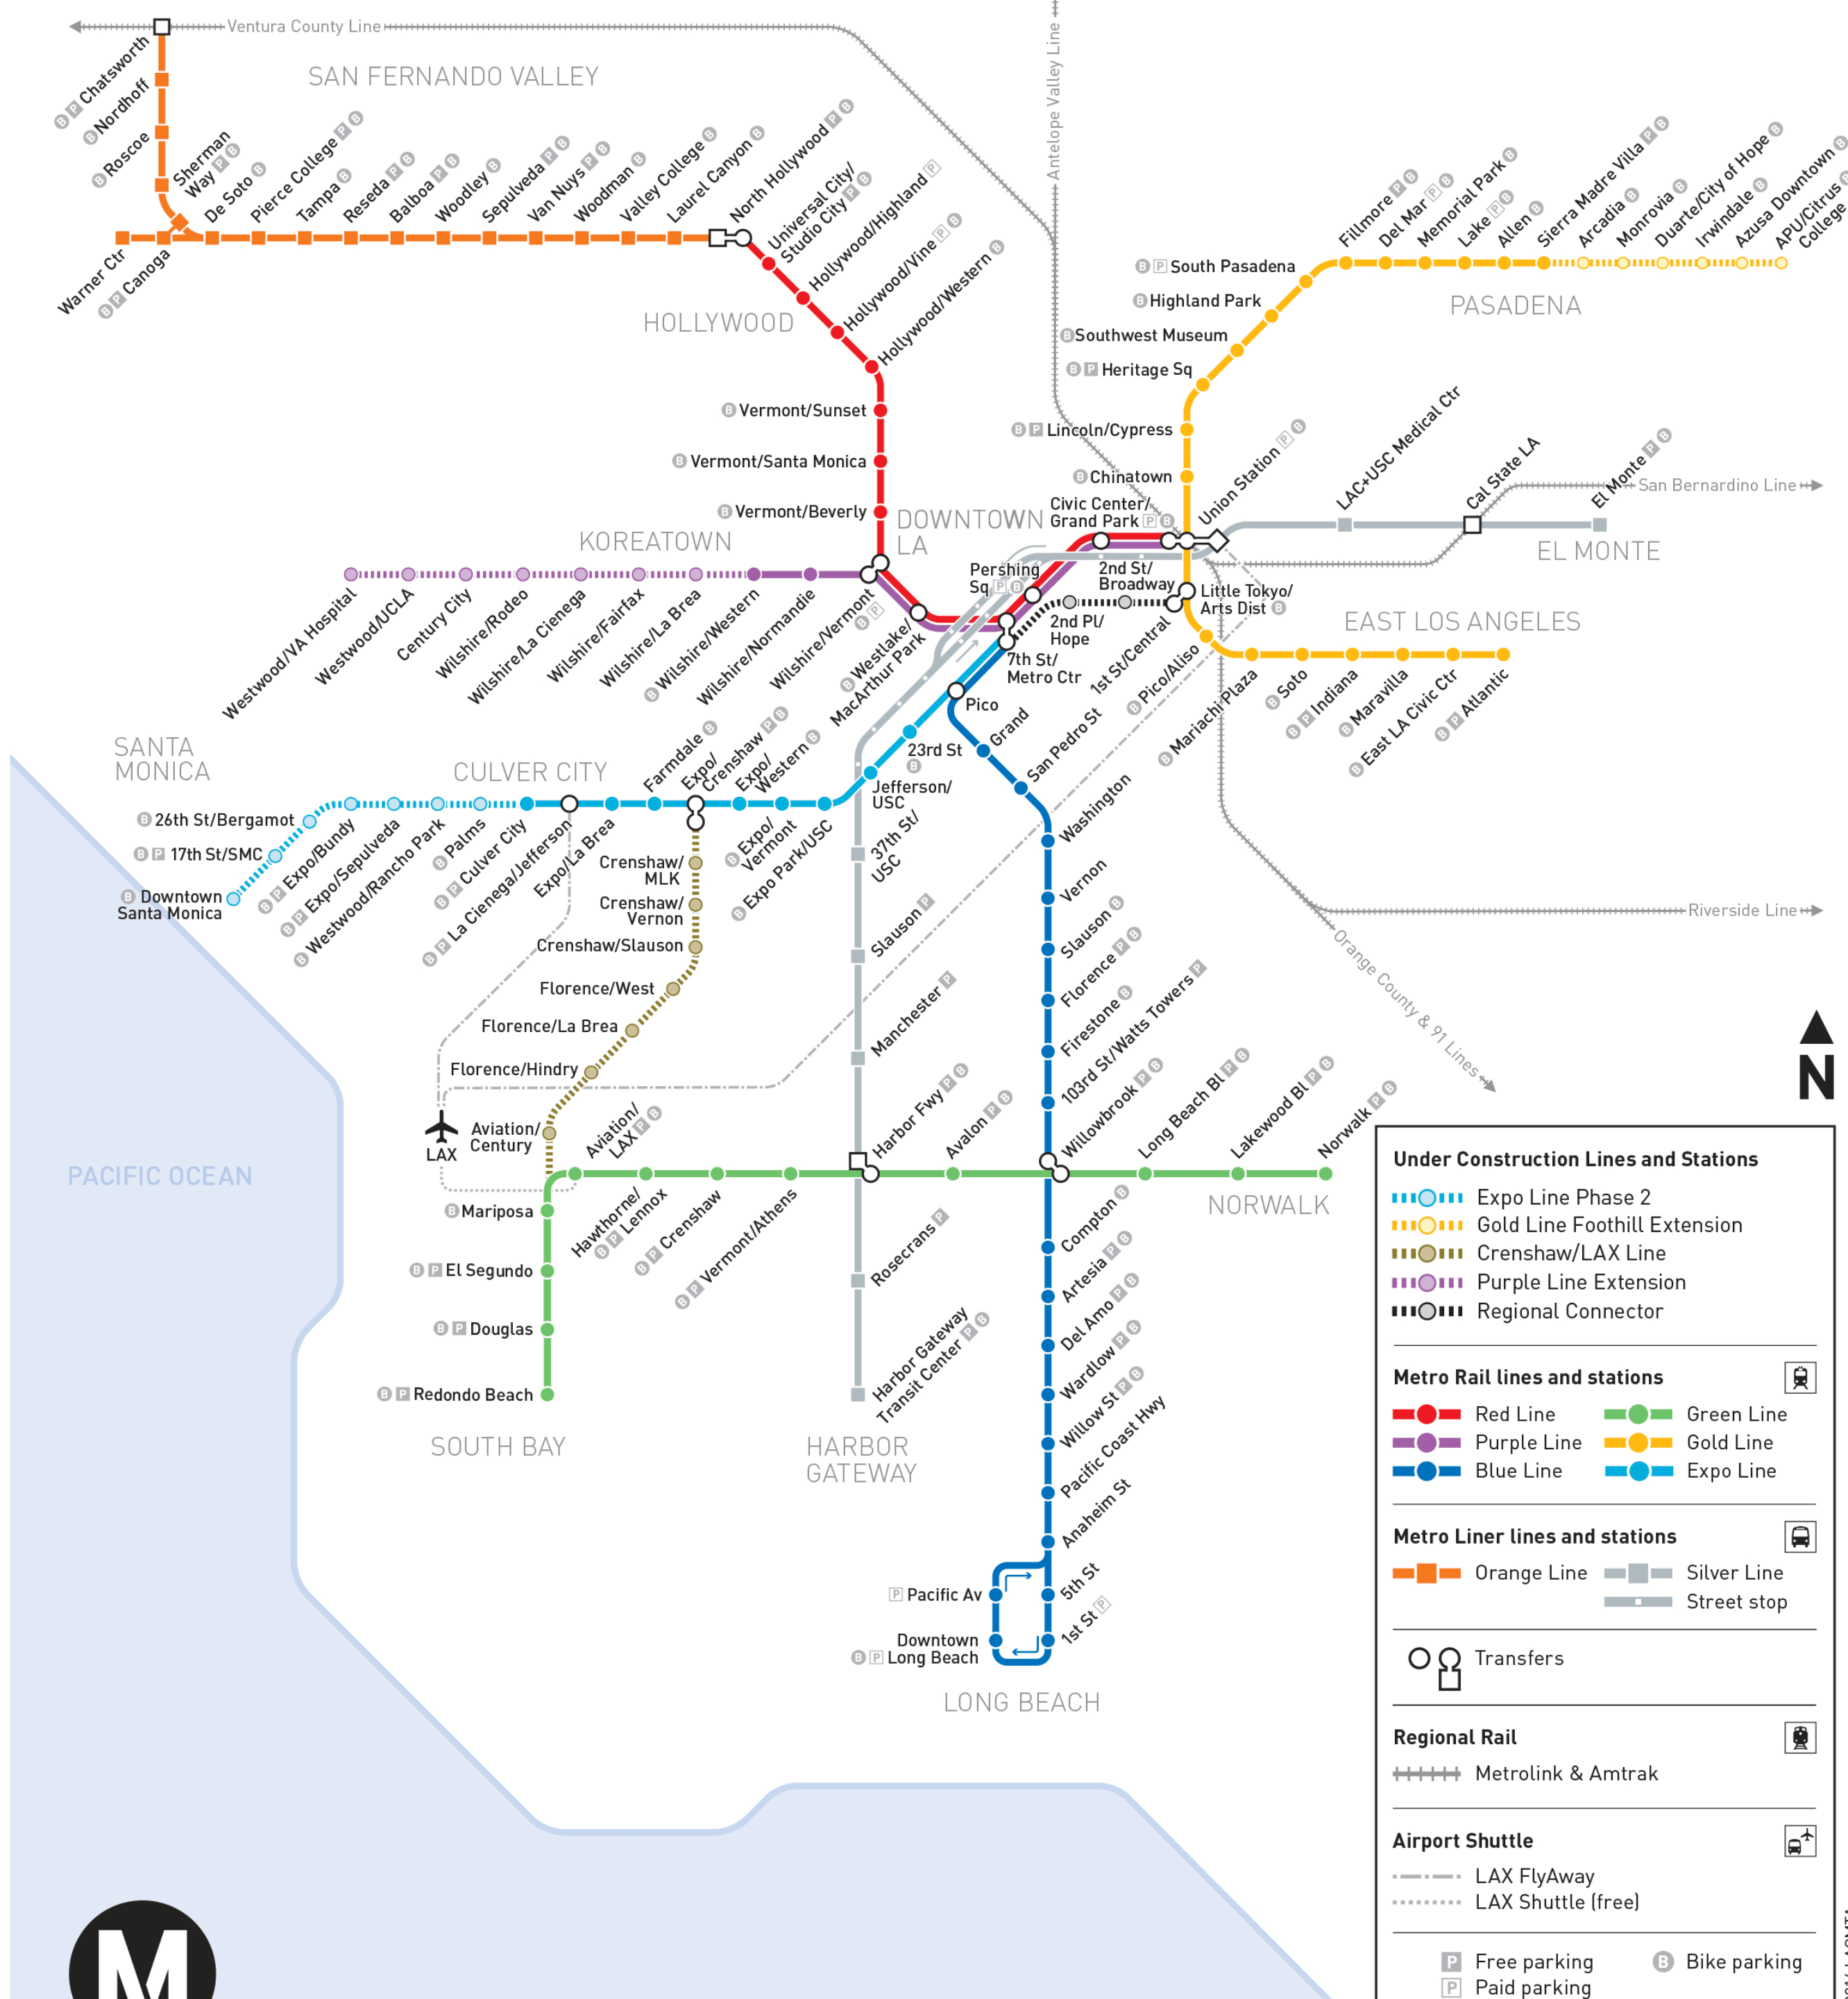 Ventura County Line
Antelope Valley Line
SAN FERNANDO VALLEY
B P Chatsworth
B Nordhoff
B Roscoe
Sherman
Way P B
De Soto B
Pierce College P B
Tampa B
Reseda P B
Balboa P B
Woodley B
Sepulveda P B
Van Nuys P B
Woodman B
Valley College B
Laurel Canyon B
North Hollywood P B
Warner Ctr
B P Canoga
Universal City/
Studio City P B
Hollywood/Highland P
Hollywood/Vine P B
Hollywood/Western B
HOLLYWOOD
B Vermont/Sunset
B Vermont/Santa Monica
B Vermont/Beverly
Fillmore P B
Del Mar P B
Memorial Park B
Lake P B
Allen B
Sierra Madre Villa P B
Arcadia B
Monrovia B
Duarte/City of Hope B
Irwindale B
Azusa Downtown B
APU/Citrus
College
B P South Pasadena
B Highland Park
B Southwest Museum
B P Heritage Sq
B P Lincoln/Cypress
B Chinatown
PASADENA
Union Station P B
LAC+USC Medical Ctr
Cal State LA
El Monte P B
San Bernardino Line
EL MONTE
DOWNTOWN
LA
Civic Center/
Grand Park P B
Pershing
Sq P B
2nd St/
Broadway
2nd Pl/
Hope
Little Tokyo/
Arts Dist B
7th St/
Metro Ctr
1st St/Central
B Pico/Aliso
B Mariachi Plaza
B Soto
B P Indiana
B Maravilla
B East LA Civic Ctr
B P Atlantic
EAST LOS ANGELES
KOREATOWN
Westwood/VA Hospital
Westwood/UCLA
Century City
Wilshire/Rodeo
Wilshire/La Cienega
Wilshire/Fairfax
Wilshire/La Brea
B Wilshire/Western
Wilshire/Normandie
Wilshire/Vermont
B P
B Westlake/
MacArthur Park
Pico
23rd St
B
Jefferson/
USC
Grand
San Pedro St
Washington
Vernon
Slauson B
Florence P B
Firestone B
103rd St/Watts Towers P
Willowbrook P B
Long Beach Bl P B
Lakewood Bl P B
Norwalk P B
NORWALK
SANTA
MONICA
CULVER CITY
B 26th St/Bergamot
B P 17th St/SMC
B Downtown
Santa Monica
B P Expo/Bundy
B P Expo/Sepulveda
B Westwood/Rancho Park
B Palms
B P Culver City
B P La Cienega/Jefferson
Expo/La Brea
Farmdale B
Expo/
Crenshaw P B
Expo/
Western B
B Expo/
Vermont
B Expo Park/USC
Crenshaw/
MLK
Crenshaw/
Vernon
Crenshaw/Slauson
Florence/West
Florence/La Brea
Florence/Hindry
Aviation/
Century
LAX
37th St/
USC
Slauson P
Manchester P
Harbor Fwy P B
Avalon P B
Rosecrans P
Harbor Gateway
Transit Center P B
HARBOR
GATEWAY
Aviation/
LAX P B
B Mariposa
B P El Segundo
B P Douglas
B P Redondo Beach
SOUTH BAY
Hawthorne/
B P Lennox
B P Crenshaw
B P Vermont/Athens
Compton B
Artesia P B
Del Amo P B
Wardlow P B
Willow St P B
Pacific Coast Hwy
Anaheim St
5th St
1st St P
P Pacific Av
Downtown
B P Long Beach
LONG BEACH
PACIFIC OCEAN
Riverside Line
Orange County & 91 Lines
N
M
Under Construction Lines and Stations
Expo Line Phase 2
Gold Line Foothill Extension
Crenshaw/LAX Line
Purple Line Extension
Regional Connector
Metro Rail lines and stations
Red Line
Green Line
Purple Line
Gold Line
Blue Line
Expo Line
Metro Liner lines and stations
Orange Line
Silver Line
Street stop
Transfers
Regional Rail
Metrolink & Amtrak
Airport Shuttle
LAX FlyAway
LAX Shuttle (free)
P Free parking
B Bike parking
P Paid parking